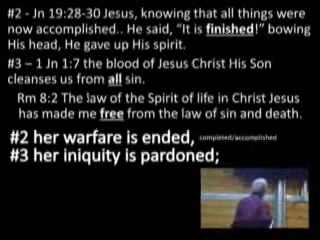 #2 - Jn 19:28-30 Jesus, knowing that all things were
now accomplished.. He said, “It is finished!” bowing
His head, He gave up His spirit.
#3 – 1 Jn 1:7 the blood of Jesus Christ His Son
cleanses us from all sin.
Rm 8:2 The law of the Spirit of life in Christ Jesus
has made me free from the law of sin and death.
#2 her warfare is ended, completed/accomplished
#3 her iniquity is pardoned;